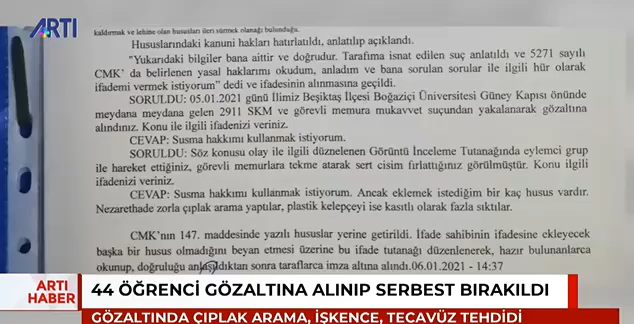 kaldırmak ve lehine olan hususları ileri sürmek olanağı bulunduğu.
ARTI
Hususlarındaki kanuni hakları hatırlatıldı, anlatılıp açıklandı.
"Yukarıdaki bilgiler bana aittir ve doğrudur. Tarafıma isnat edilen suç anlatıldı ve 5271 sayılı
CMK' da belirlenen yasal haklarımı okudum, anladım ve bana sorulan sorular ile ilgili hür olarak
ifademi vermek istiyorum" dedi ve ifadesinin alınmasına geçildi.
SORULDU: 05.01.2021 günü İlimiz Beşiktaş İlçesi Boğaziçi Üniversitesi Güney Kapısı önünde
meydana meydana gelen 2911 SKM ve görevli memura mukavvet suçundan yakalanarak gözaltına
alındınız. Konu ile ilgili ifadenizi veriniz.
CEVAP: Susma hakkımı kullanmak istiyorum.
SORULDU: Söz konusu olay ile ilgili düznelenen Görüntü İnceleme Tutanağında eylemci grup
ile hareket ettiğiniz, görevli memurlara tekme atarak sert cisim fırlattığınız görülmüştür. Konu ilgili
ifadenizi veriniz.
CEVAP: Susma hakkımı kullanmak istiyorum. Ancak eklemek istediğim bir kaç husus vardır.
Nezarethade zorla çıplak arama yaptılar, plastik kelepçeyi ise kasıtlı olarak fazla sıktılar.
CMK'nın 147. maddesinde yazılı hususlar yerine getirildi. İfade sahibinin ifadesine ekleyecek
başka bir husus olmadığını beyan etmesi üzerine bu ifade tutanağı düzenlenerek, hazır bulunanlarca
okunup, doğruluğu anlaşıldıktan sonra taraflarca imza altına alındı.06.01.2021 - 14:37
ARTI
HABER
44 ÖĞRENCİ GÖZALTINA ALINIP SERBEST BIRAKILDI
GÖZALTINDA ÇIPLAK ARAMA, İŞKENCE, TECAVÜZ TEHDİDİ